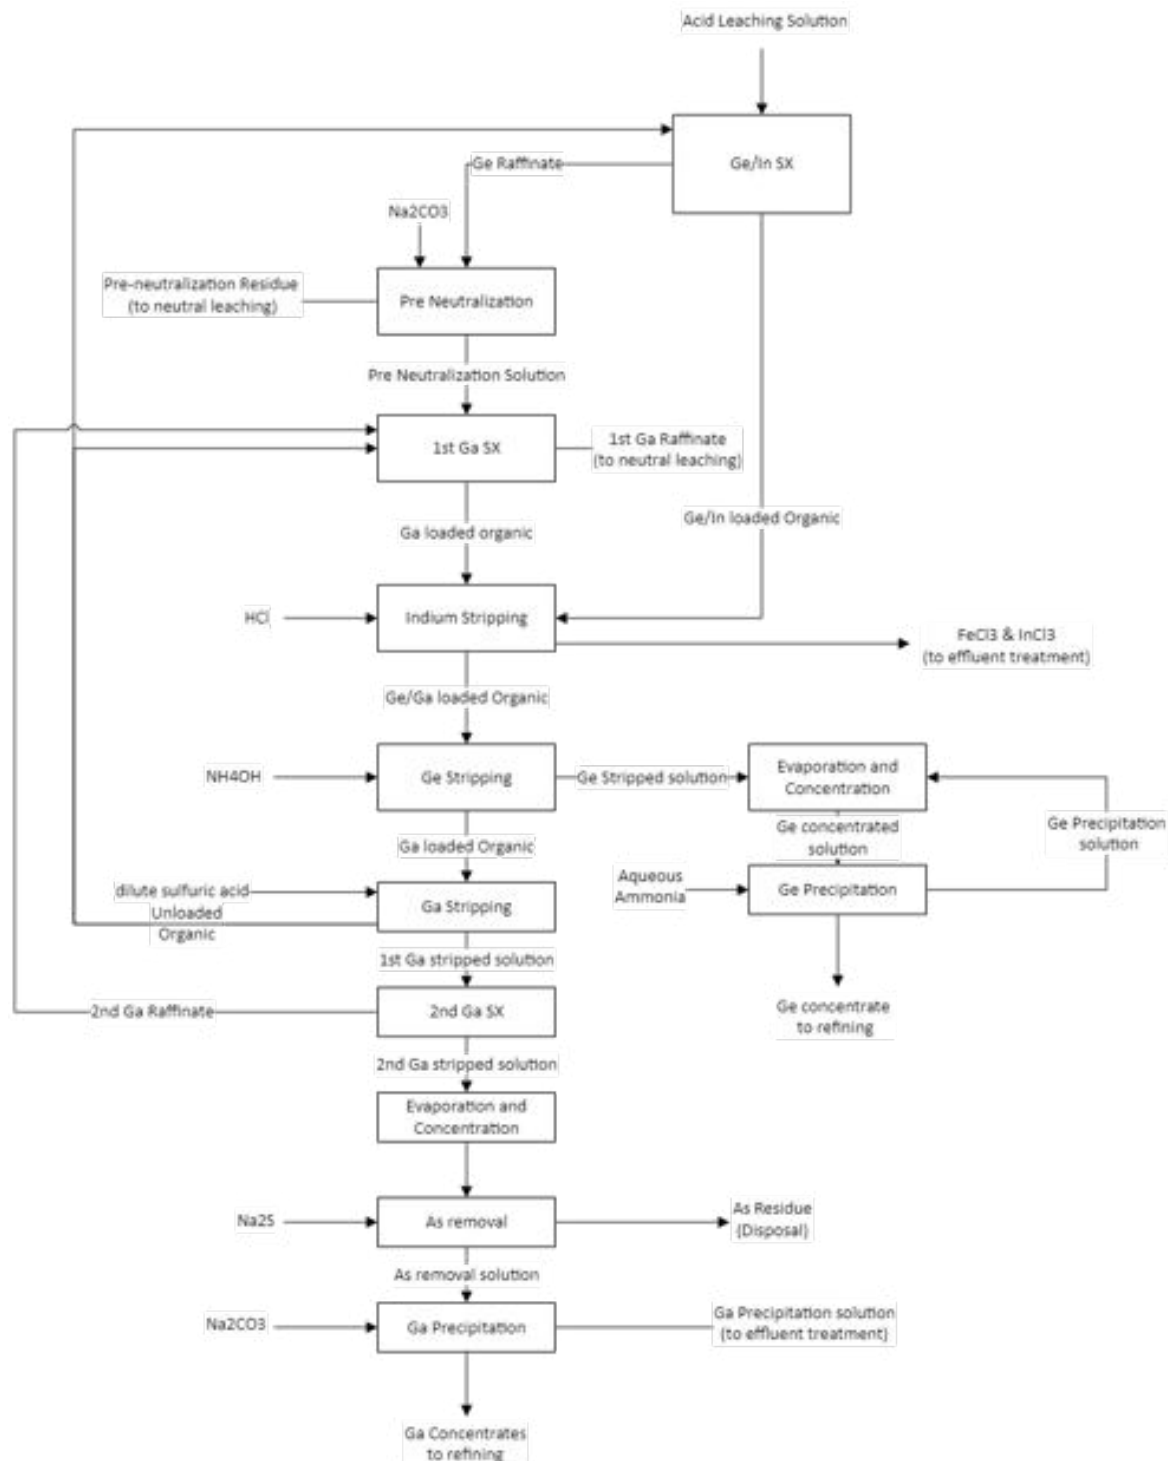 Acid Leaching Solution
Ge/In SX
Ge Raffinate
Na2CO3
Pre-neutralization Residue
(to neutral leaching)
Pre Neutralization
Pre Neutralization Solution
1st Ga SX
1st Ga Raffinate
(to neutral leaching)
Ge/In loaded Organic
Ga loaded organic
HCl
Indium Stripping
FeCl3 & InCl3
(to effluent treatment)
Ge/Ga loaded Organic
NH4OH
Ge Stripping
Ge Stripped solution
Evaporation and
Concentration
Ge Precipitation
solution
Ge concentrated
solution
Ga loaded Organic
Aqueous
Ammonia
Ge Precipitation
dilute sulfuric acid
Unloaded
Organic
Ga Stripping
1st Ga stripped solution
2nd Ga Raffinate
2nd Ga SX
Ge concentrate
to refining
2nd Ga stripped solution
Evaporation and
Concentration
Na2S
As removal
As Residue
(Disposal)
As removal solution
Na2CO3
Ga Precipitation
Ga Precipitation solution
(to effluent treatment)
Ga Concentrates
to refining